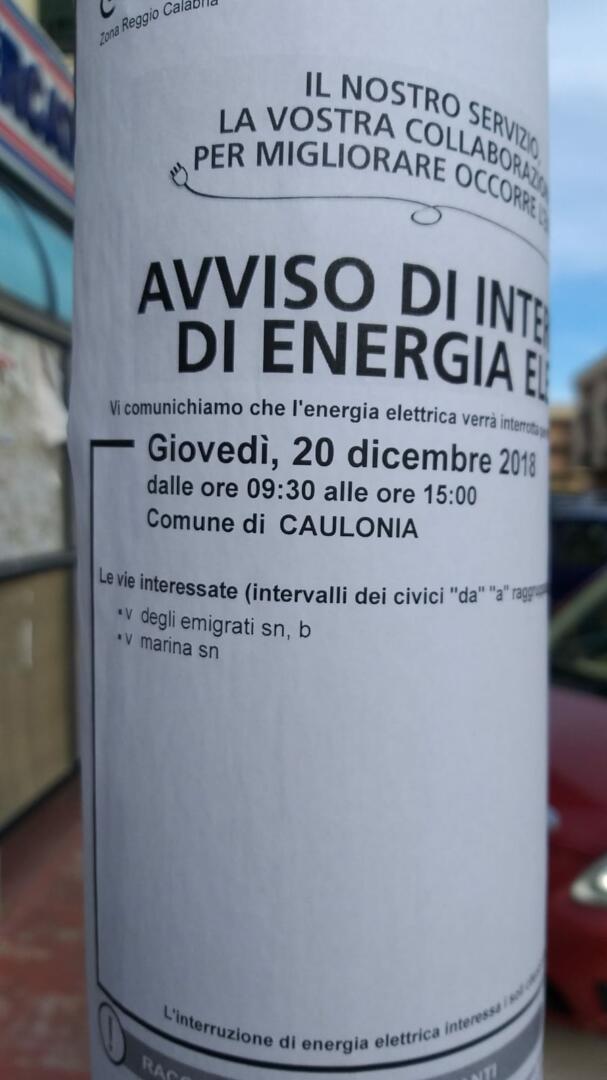 Zona Reggio Calabria
IL NOSTRO SERVIZIO,
LA VOSTRA COLLABORAZIO
PER MIGLIORARE OCCORRE
AVVISO DI INTE
DI ENERGIA EL
Vi comunichiamo che l'energia elettrica verrà interrotta
Giovedì, 20 dicembre 2018
dalle ore 09:30 alle ore 15:00
Comune di CAULONIA
Le vie interessate (intervalli dei civici "da" "a"
v degli emigrati sn, b
v marina sn
L'interruzione di energia elettrica interessa i soli